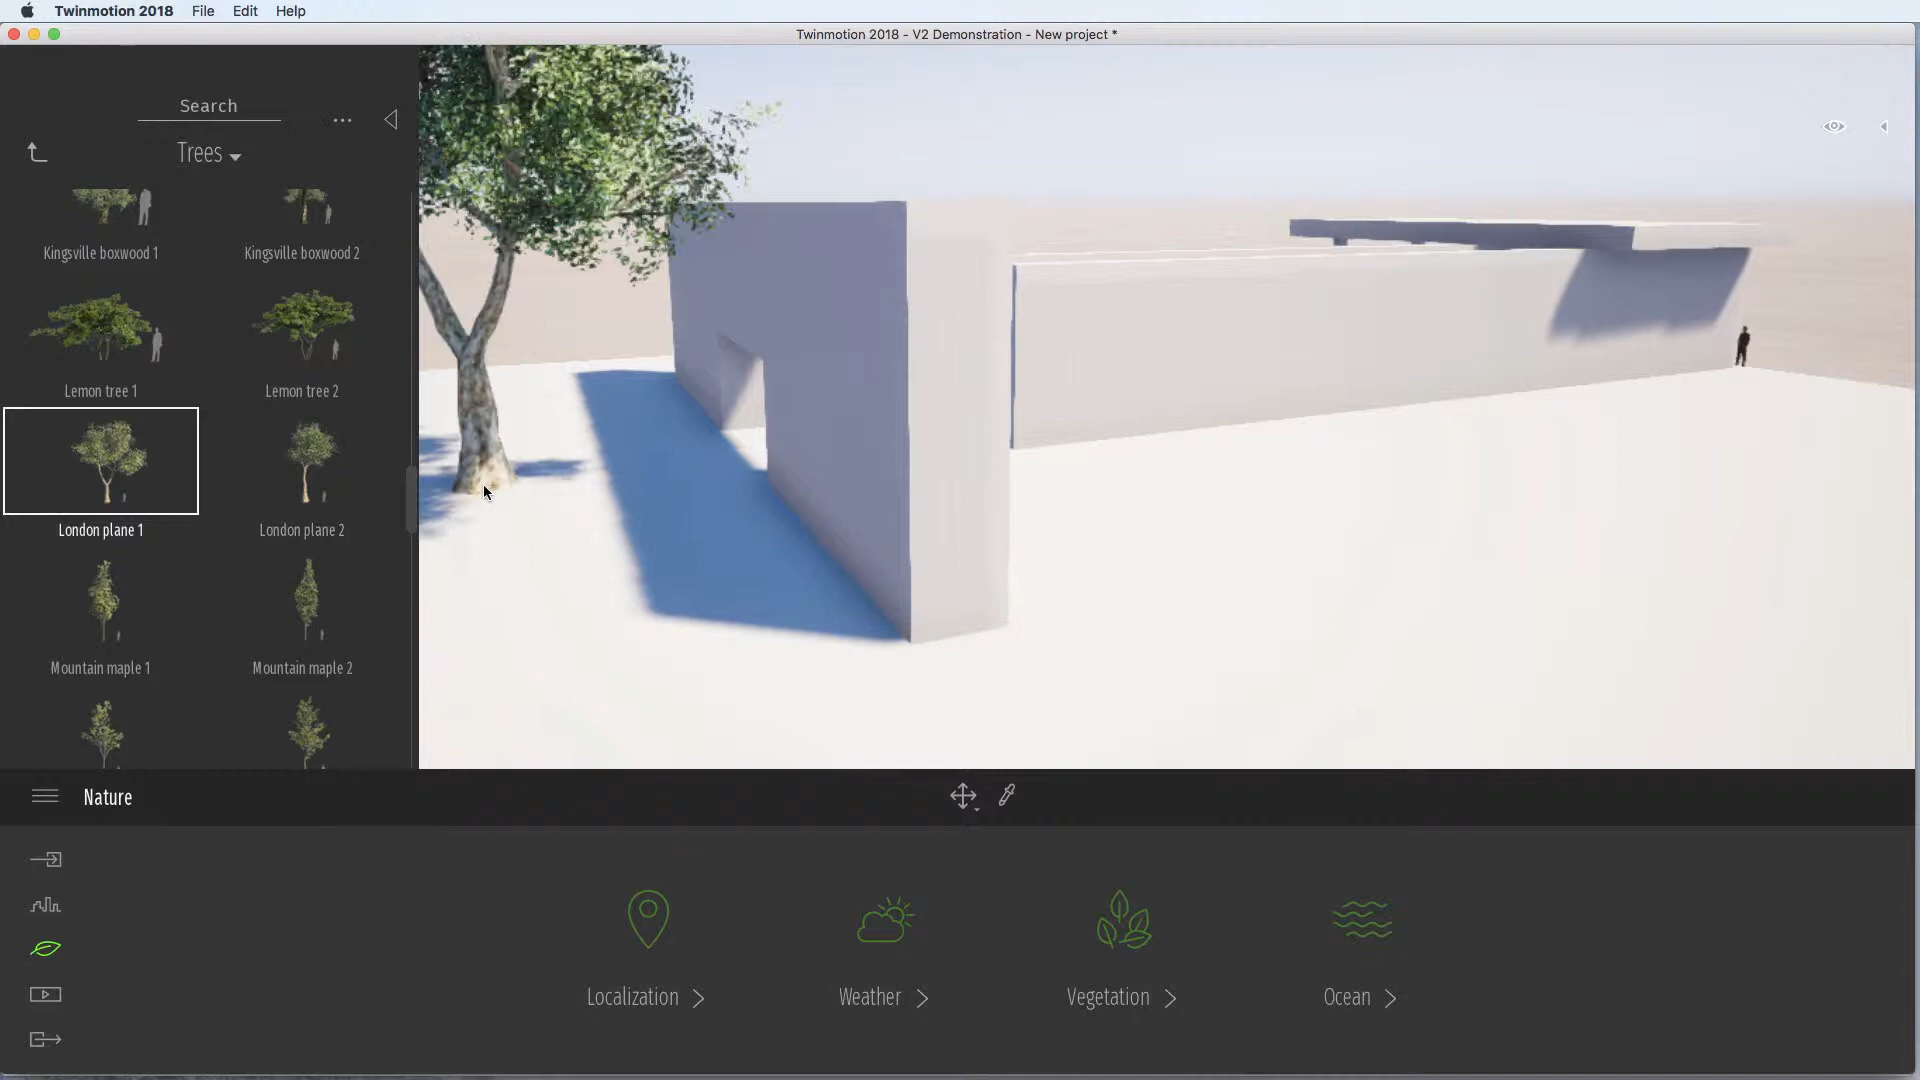 Twinmotion 2018 File Edit Help
Twinmotion 2018 - V2 Demonstration - New project *
Search
...
Trees
Kingsville boxwood 1 Kingsville boxwood 2
Lemon tree 1 Lemon tree 2
London plane 1 London plane 2
Mountain maple 1 Mountain maple 2
Nature
Localization Weather Vegetation Ocean